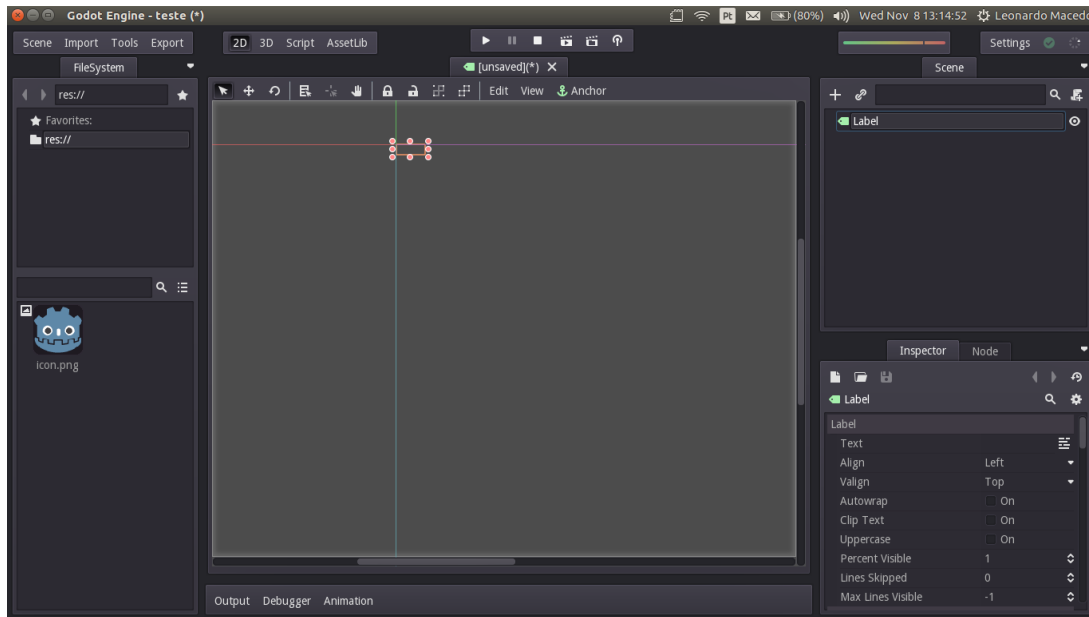 Godot Engine - teste (*)
Pt
(80%)
Wed Nov 8 13:14:52
Leonardo Macedo
Scene Import Tools Export
2D 3D Script AssetLib
Settings
FileSystem
[unsaved](*)
Scene
res://
Edit View Anchor
Favorites:
res://
Label
icon.png
Inspector Node
Label
Label
Text
Align Left
Valign Top
Autowrap On
Clip Text On
Uppercase On
Percent Visible 1
Lines Skipped 0
Max Lines Visible -1
Output Debugger Animation